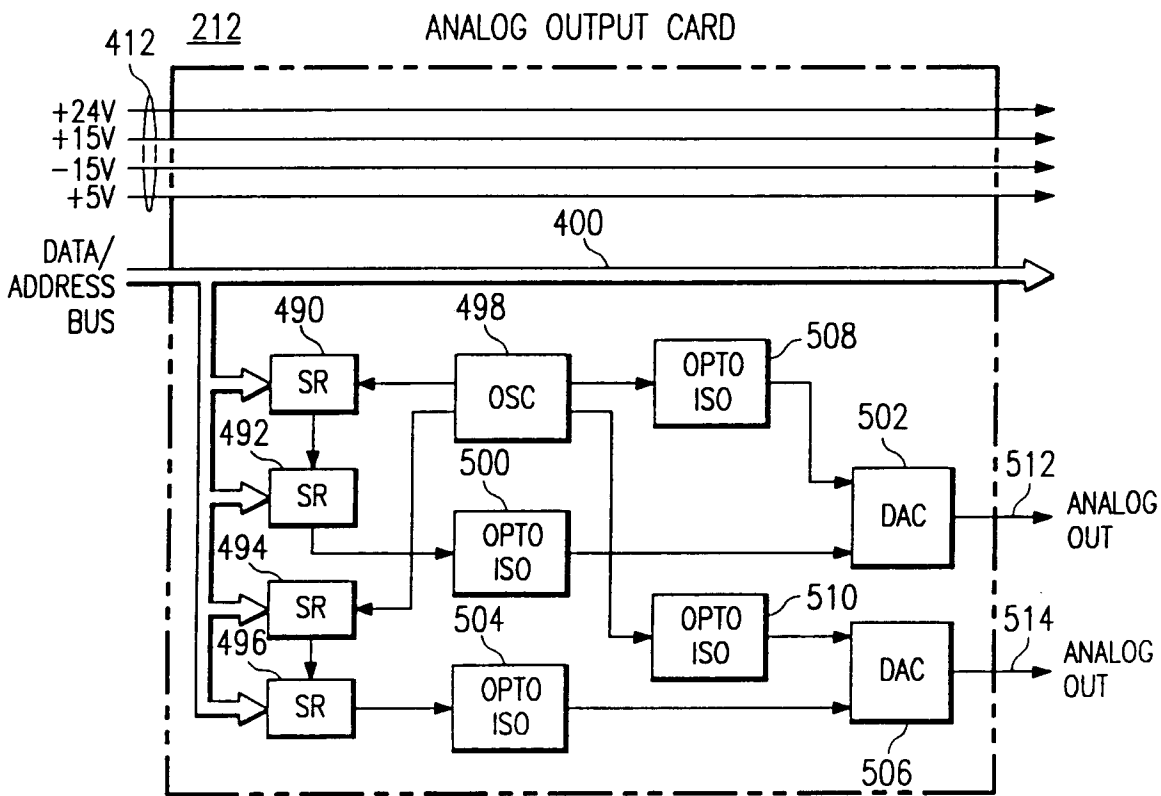 212
ANALOG OUTPUT CARD
412
+24V
+15V
-15V
+5V
400
DATA/
ADDRESS
BUS
490
SR
498
OSC
508
OPTO
ISO
492
SR
500
OPTO
ISO
502
DAC
512
ANALOG
OUT
494
SR
510
OPTO
ISO
496
SR
504
OPTO
ISO
DAC
506
514
ANALOG
OUT